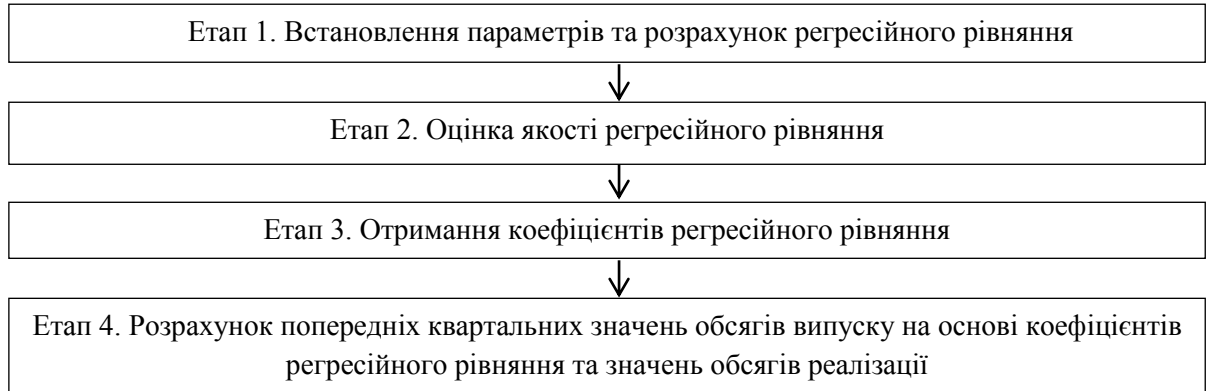 Етап 1. Встановлення параметрів та розрахунок регресійного рівняння
Етап 2. Оцінка якості регресійного рівняння
Етап 3. Отримання коефіцієнтів регресійного рівняння
Етап 4. Розрахунок попередніх квартальних значень обсягів випуску на основі коефіцієнтів
регресійного рівняння та значень обсягів реалізації